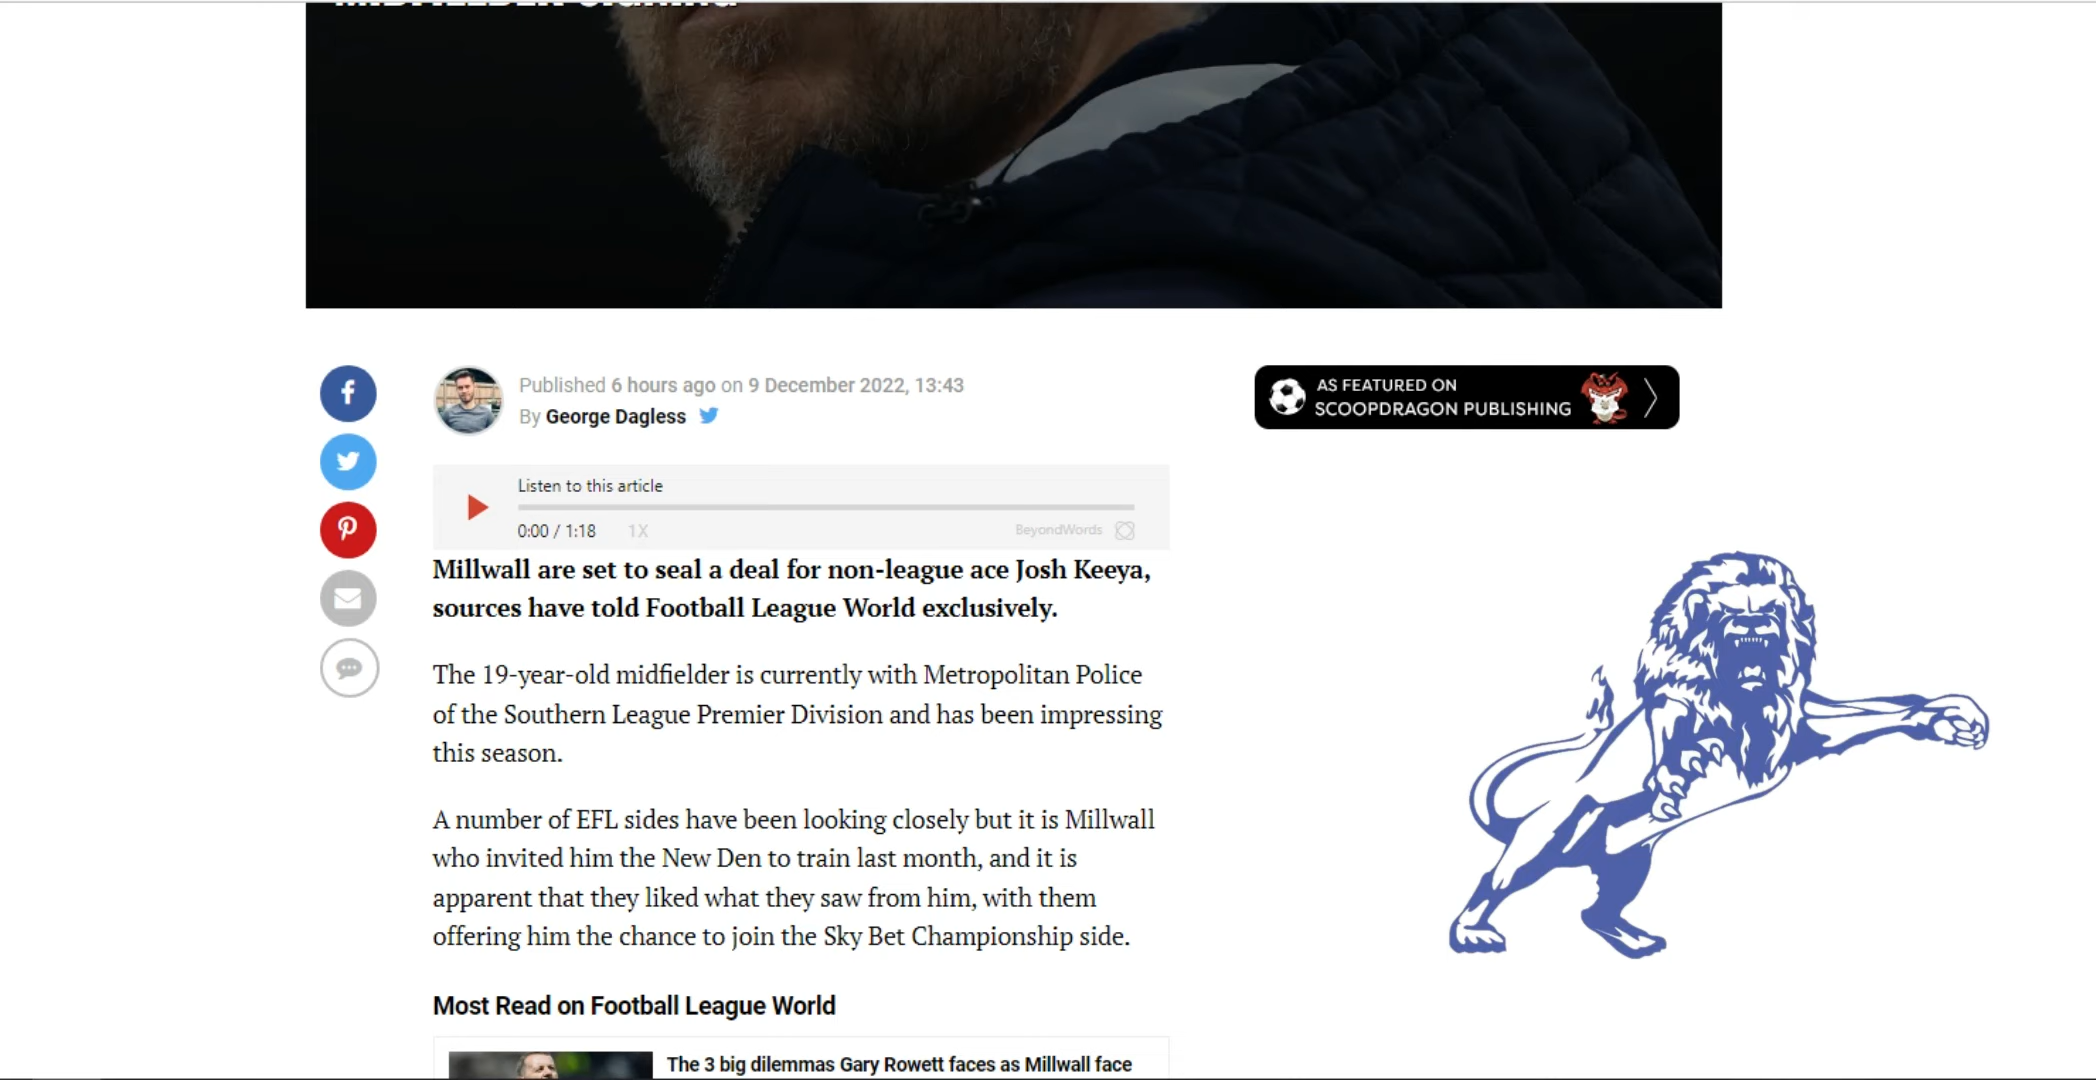 Published 6 hours ago on 9 December 2022, 13:43
By George Dagless
AS FEATURED ON
SCOOPDRAGON PUBLISHING
Listen to this article
0:00 / 1:18 1X
BeyondWords
Millwall are set to seal a deal for non-league ace Josh Keeya,
sources have told Football League World exclusively.
The 19-year-old midfielder is currently with Metropolitan Police
of the Southern League Premier Division and has been impressing
this season.
A number of EFL sides have been looking closely but it is Millwall
who invited him the New Den to train last month, and it is
apparent that they liked what they saw from him, with them
offering him the chance to join the Sky Bet Championship side.
Most Read on Football League World
The 3 big dilemmas Gary Rowett faces as Millwall face